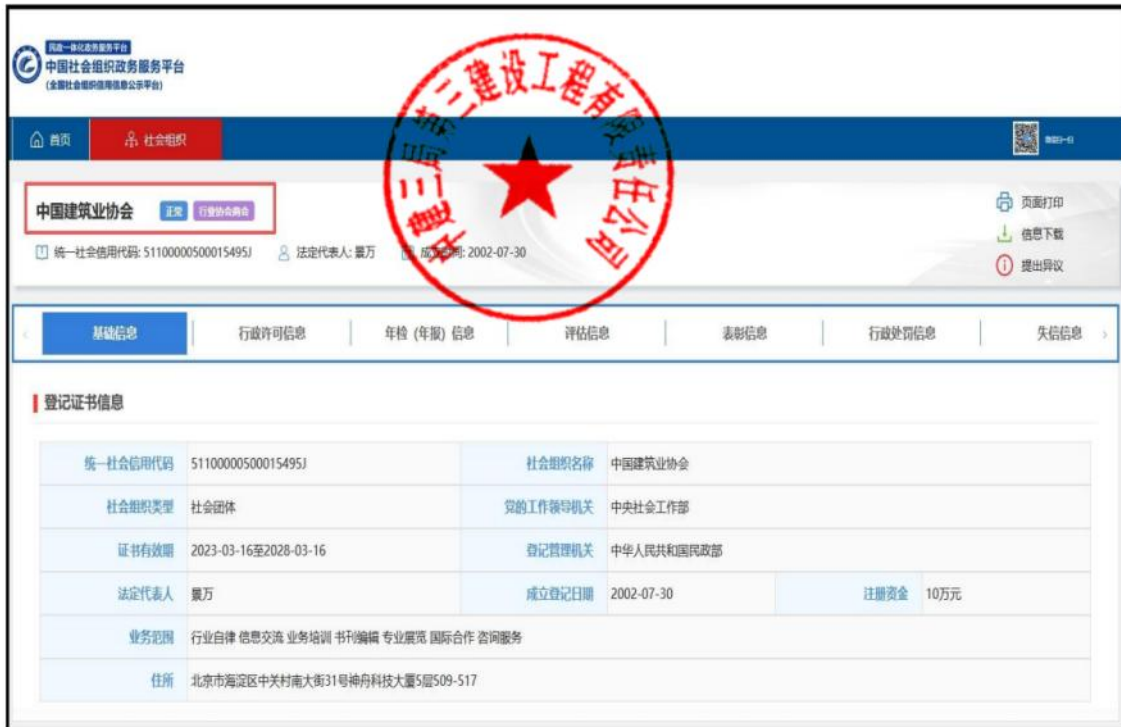 民政一体化政务服务平台
中国社会组织政务服务平台
(全国社会组织信用信息公示平台)
首页 社会组织
中建三局第三建设工程有限责任公司
中国建筑业协会 正常 行业协会商会
统一社会信用代码: 51100000500015495J 法定代表人: 景万 成立时间: 2002-07-30
页面打印
信息下载
提出异议
基础信息 行政许可信息 年检 (年报) 信息 评估信息 表彰信息 行政处罚信息 失信信息
登记证书信息
统一社会信用代码 51100000500015495J 社会组织名称 中国建筑业协会
社会组织类型 社会团体 党的工作领导机关 中央社会工作部
证书有效期 2023-03-16至2028-03-16 登记管理机关 中华人民共和国民政部
法定代表人 景万 成立登记日期 2002-07-30 注册资金 10万元
业务范围 行业自律 信息交流 业务培训 书刊编辑 专业展览 国际合作 咨询服务
住所 北京市海淀区中关村南大街31号神舟科技大厦5层509-517